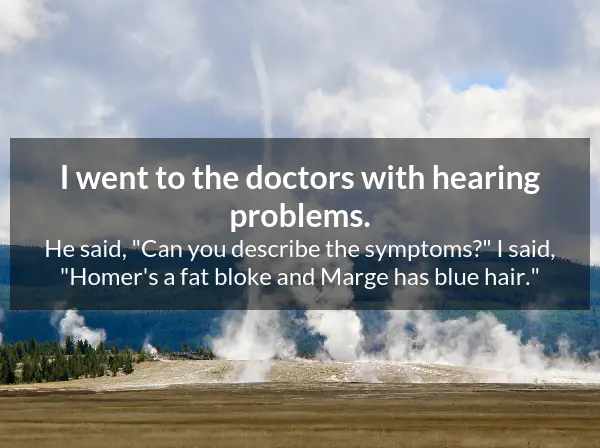 I went to the doctors with hearing
problems.
He said, "Can you describe the symptoms?" I said,
"Homer's a fat bloke and Marge has blue hair."